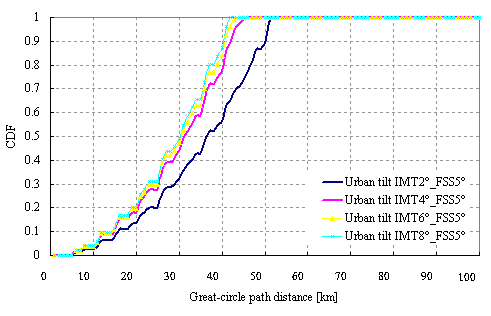 1
0.9
0.8
0.7
0.6
0.5
0.4
0.3
0.2
0.1
0
CDF
Urban tilt IMT2°_FSS5°
Urban tilt IMT4°_FSS5°
Urban tilt IMT6°_FSS5°
Urban tilt IMT8°_FSS5°
0 10 20 30 40 50 60 70 80 90 100
Great-circle path distance [km]